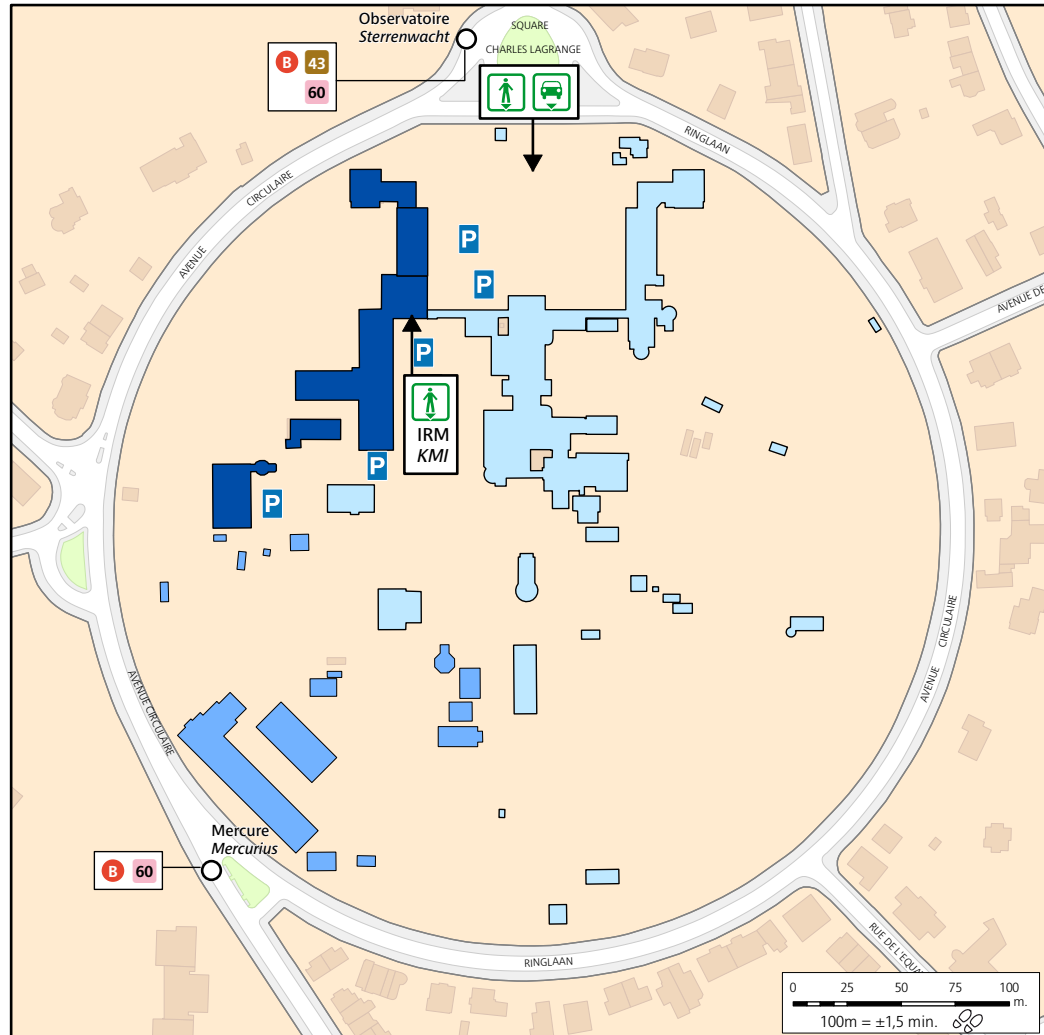 Observatoire
Sterrenwacht
SQUARE
CHARLES LAGRANGE
B 43
60
RINGLAAN
AVENUE CIRCULAIRE
P
P
AVENUE DE
P
IRM
KMI
P
P
AVENUE CIRCULAIRE
AVENUE CIRCULAIRE
Mercure
Mercurius
B 60
RINGLAAN
RUE DE L'EQUA
0 25 50 75 100
m.
100m = ±1,5 min.